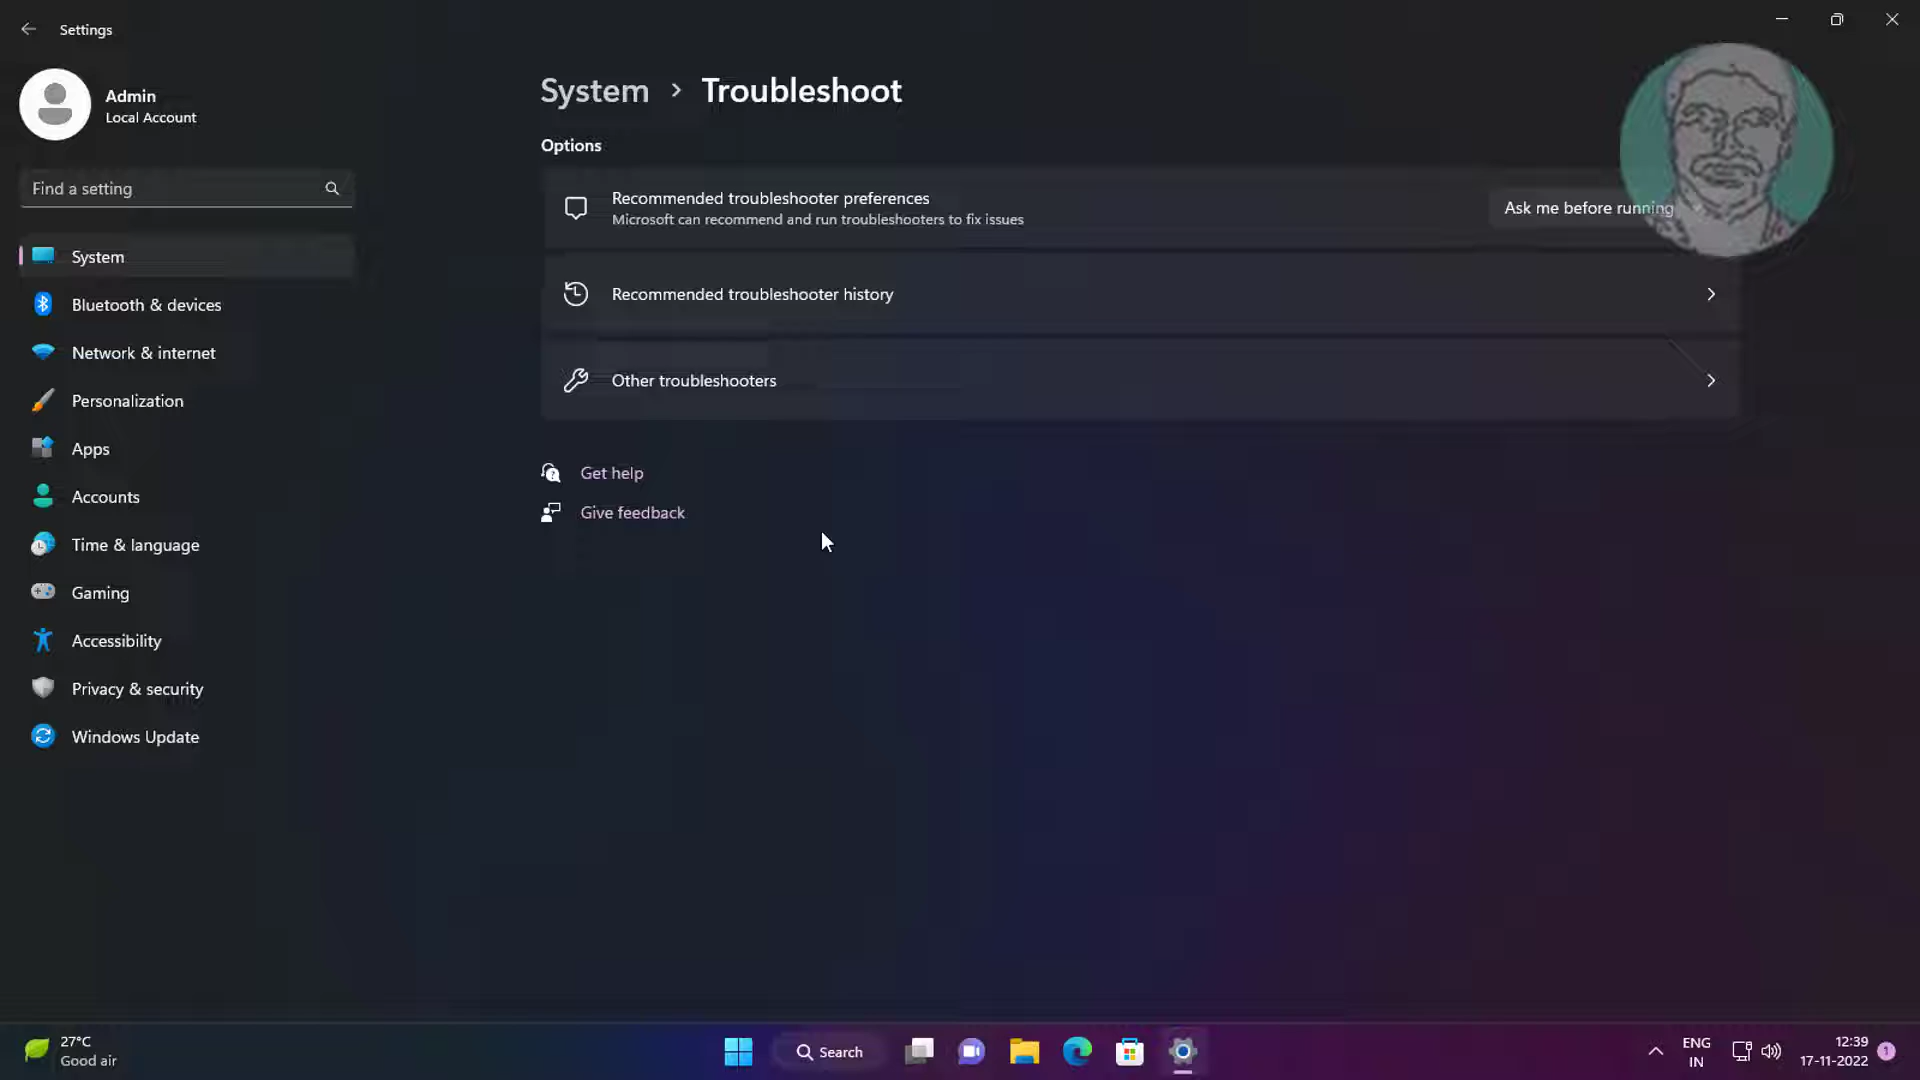 Settings
Admin
Local Account
Find a setting
System
Bluetooth & devices
Network & internet
Personalization
Apps
Accounts
Time & language
Gaming
Accessibility
Privacy & security
Windows Update
System > Troubleshoot
Options
Recommended troubleshooter preferences
Microsoft can recommend and run troubleshooters to fix issues
Ask me before running
Recommended troubleshooter history
Other troubleshooters
Get help
Give feedback
27°C
Good air
Search
ENG
IN
12:39
17-11-2022
1